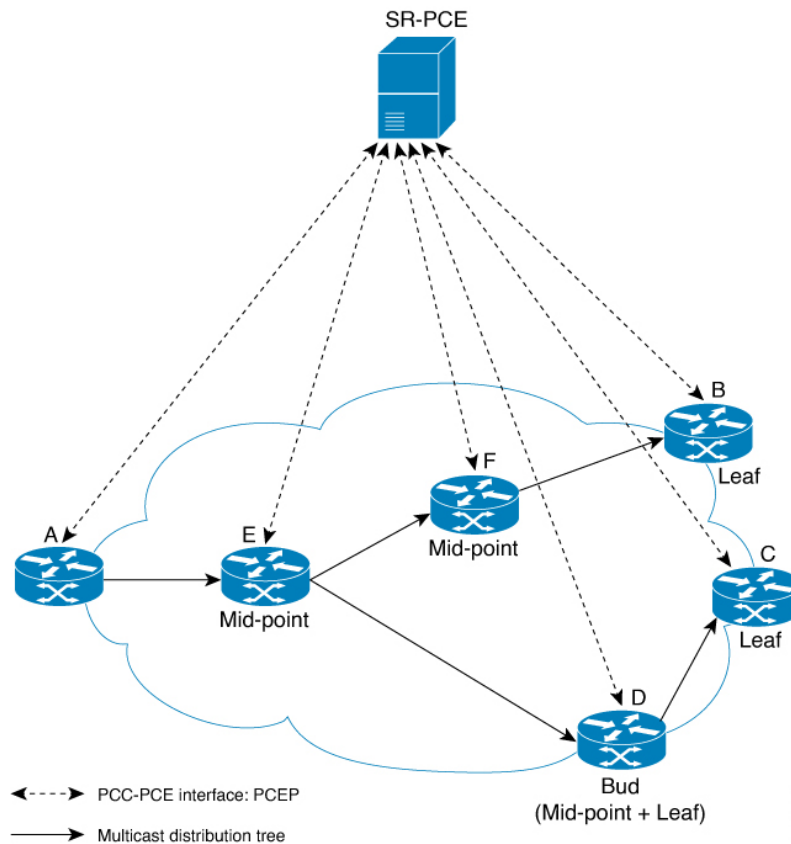 SR-PCE
B
Leaf
F
Mid-point
A
E
Mid-point
C
Leaf
D
Bud
(Mid-point + Leaf)
PCC-PCE interface: PCEP
Multicast distribution tree